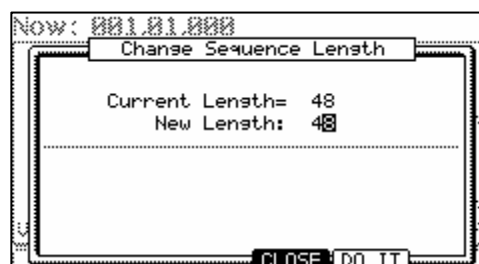 Now: 001.01.000
Change Sequence Length
Current Length= 48
New Length: 48
CLOSE DO IT